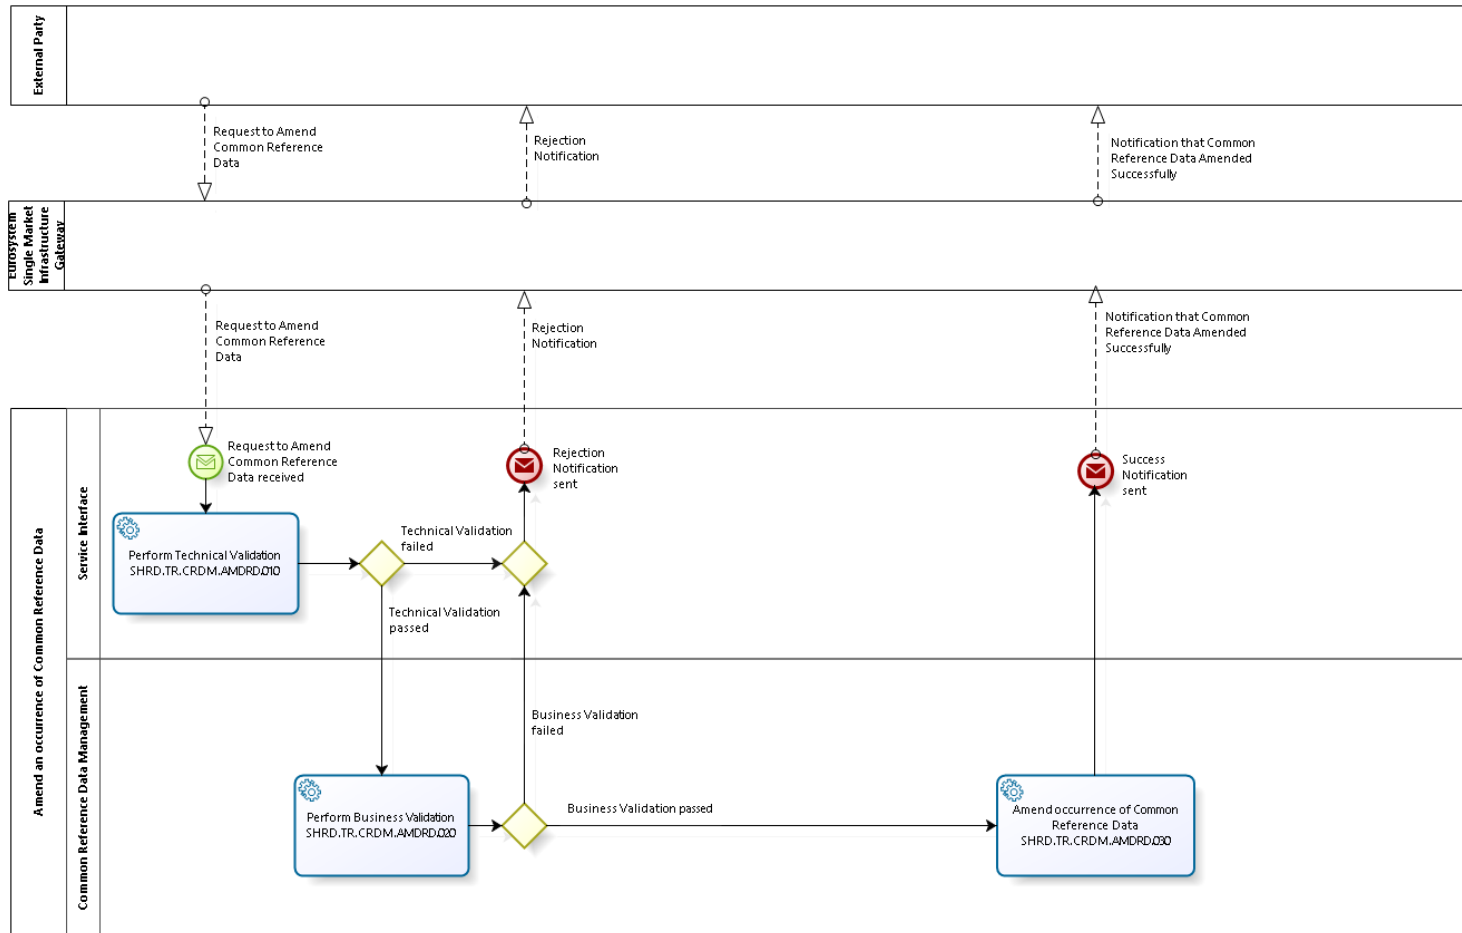 External Party
Request to Amend
Common Reference
Data
Rejection
Notification
Notification that Common
Reference Data Amended
Successfully
Eurosystem
Single Market
Infrastructure
Gateway
Request to Amend
Common Reference
Data
Rejection
Notification
Notification that Common
Reference Data Amended
Successfully
Amend an occurrence of Common Reference Data
Service Interface
Request to Amend
Common Reference
Data received
Rejection
Notification
sent
Success
Notification
sent
Perform Technical Validation
SHRD.TR.CRDM.AMDRD.010
Technical Validation
failed
Technical Validation
passed
Common Reference Data Management
Business Validation
failed
Perform Business Validation
SHRD.TR.CRDM.AMDRD.020
Business Validation passed
Amend occurrence of Common
Reference Data
SHRD.TR.CRDM.AMDRD.030